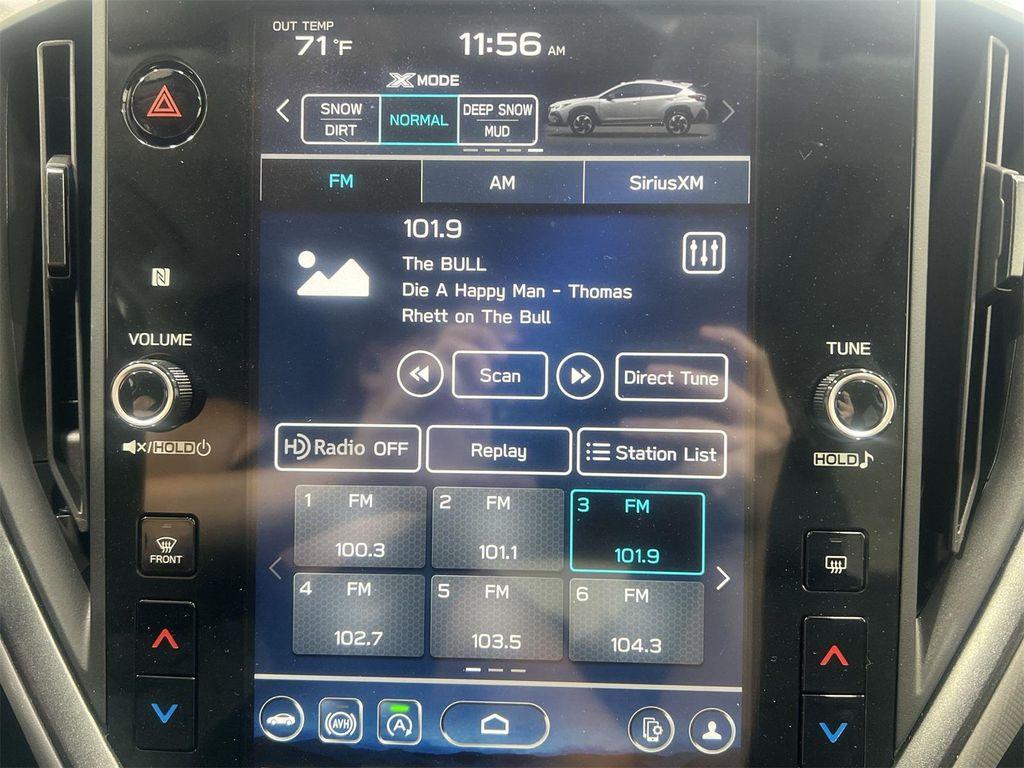 OUT TEMP
71°F
11:56 AM
X MODE
SNOW
DIRT
NORMAL
DEEP SNOW
MUD
FM
AM
SiriusXM
101.9
The BULL
Die A Happy Man - Thomas
Rhett on The Bull
N
VOLUME
TUNE
Scan
Direct Tune
HD Radio OFF
Replay
Station List
/HOLD
HOLD
1 FM
100.3
2 FM
101.1
3 FM
101.9
4 FM
102.7
5 FM
103.5
6 FM
104.3
FRONT
AVH
A